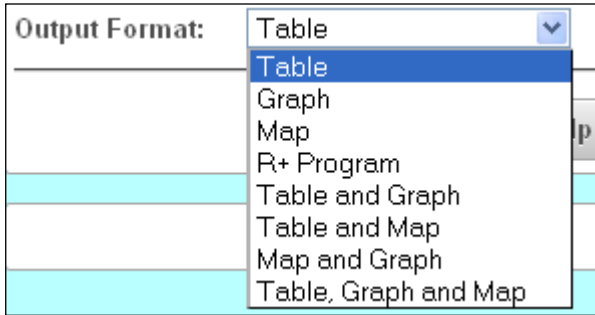 Output Format: Table
Table
Graph
Map
lp
R+ Program
Table and Graph
Table and Map
Map and Graph
Table, Graph and Map